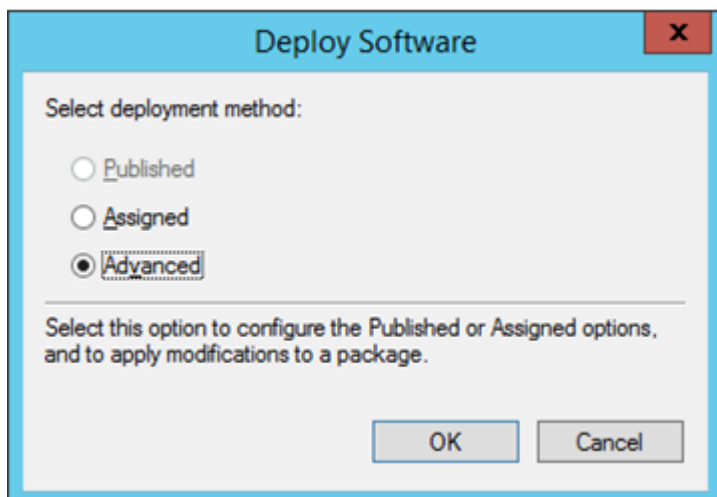 Deploy Software
x
Select deployment method:
Published
Assigned
Advanced
Select this option to configure the Published or Assigned options,
and to apply modifications to a package.
OK
Cancel